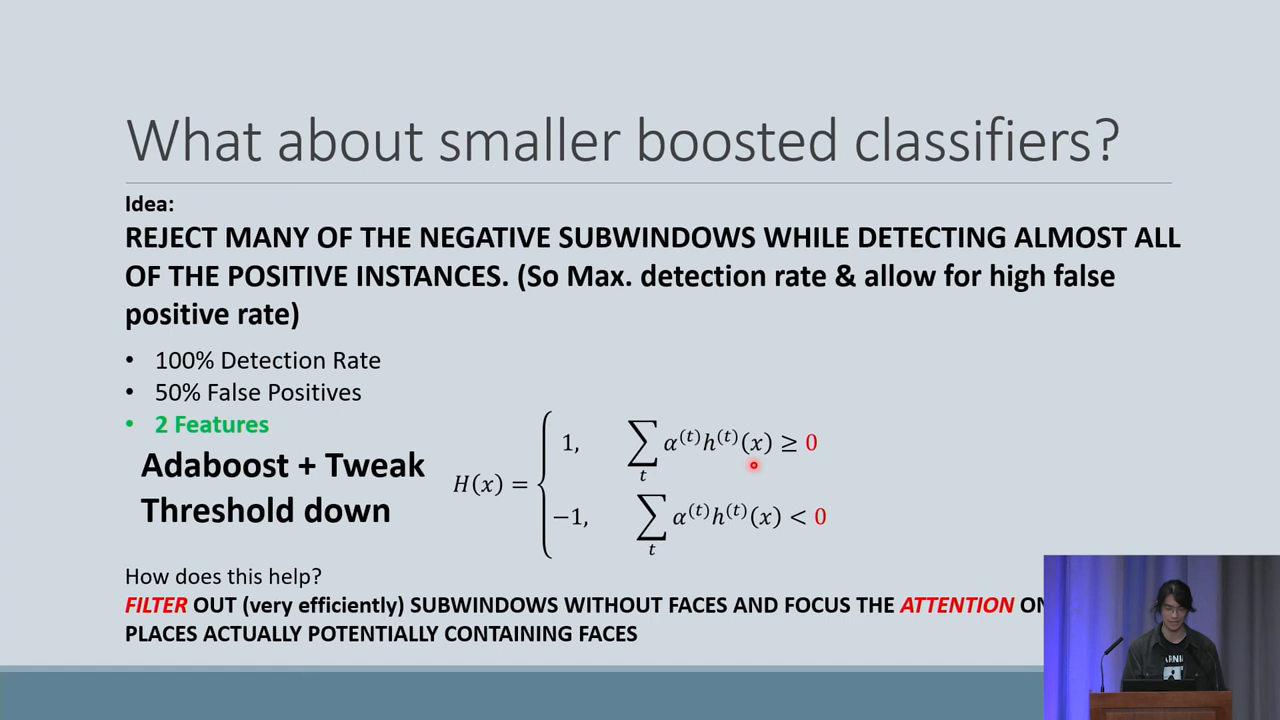 What about smaller boosted classifiers?
Idea:
REJECT MANY OF THE NEGATIVE SUBWINDOWS WHILE DETECTING ALMOST ALL
OF THE POSITIVE INSTANCES. (So Max. detection rate & allow for high false
positive rate)
• 100% Detection Rate
• 50% False Positives
• 2 Features
Adaboost + Tweak
Threshold down
H(x) = { 1, ∑_t α^(t) h^(t)(x) ≥ 0
−1, ∑_t α^(t) h^(t)(x) < 0
How does this help?
FILTER OUT (very efficiently) SUBWINDOWS WITHOUT FACES AND FOCUS THE ATTENTION ON
PLACES ACTUALLY POTENTIALLY CONTAINING FACES